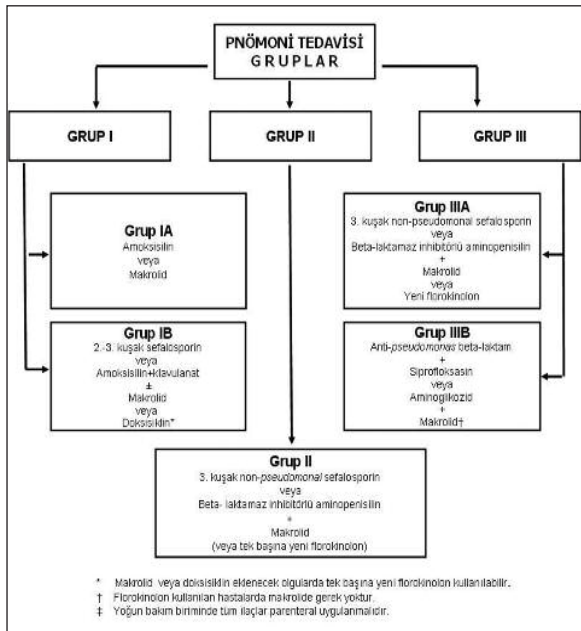 PNÖMONİ TEDAVİSİ
GRUPLAR
GRUP I
GRUP II
GRUP III
Grup IA
Amoksisilin
veya
Makrolid
Grup IIIA
3. kuşak non-pseudomonal sefalosporin
veya
Beta-laktamaz inhibitörlü aminopenisilin
+
Makrolid
veya
Yeni florokinolon
Grup IB
2.-3. kuşak sefalosporin
veya
Amoksisilin+klavulanat
±
Makrolid
veya
Doksisiklin*
Grup IIIB
Anti-pseudomonas beta-laktam
+
Siprofloksasin
veya
Aminoglikozid
+
Makrolid†
Grup II
3. kuşak non-pseudomonal sefalosporin
veya
Beta- laktamaz inhibitörlü aminopenisilin
+
Makrolid
(veya tek başına yeni florokinolon)
* Makrolid veya doksisiklin eklenecek olgularda tek başına yeni florokinolon kullanılabilir.
† Florokinolon kullanılan hastalarda makrolide gerek yoktur.
‡ Yoğun bakım biriminde tüm ilaçlar parenteral uygulanmalıdır.